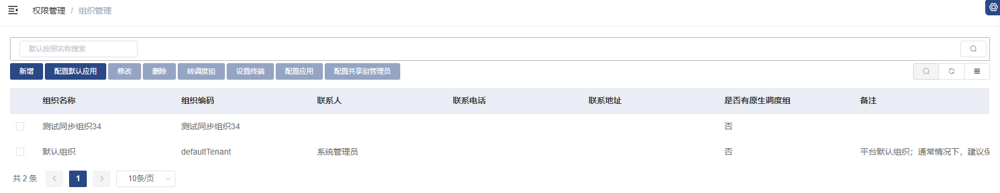 权限管理 / 组织管理
默认按照名称搜索
新增 配置默认应用 修改 删除 转调度组 设置终端 配置应用 配置共享组管理员
组织名称 组织编码 联系人 联系电话 联系地址 是否有原生调度组 备注
测试同步组织34 测试同步组织34 否
默认组织 defaultTenant 系统管理员 否 平台默认组织；通常情况下，建议保
共 2 条 1 10条/页